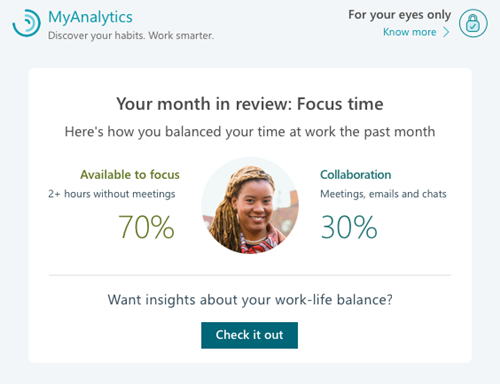 MyAnalytics
Discover your habits. Work smarter.
For your eyes only
Know more
Your month in review: Focus time
Here's how you balanced your time at work the past month
Available to focus
2+ hours without meetings
70%
Collaboration
Meetings, emails and chats
30%
Want insights about your work-life balance?
Check it out